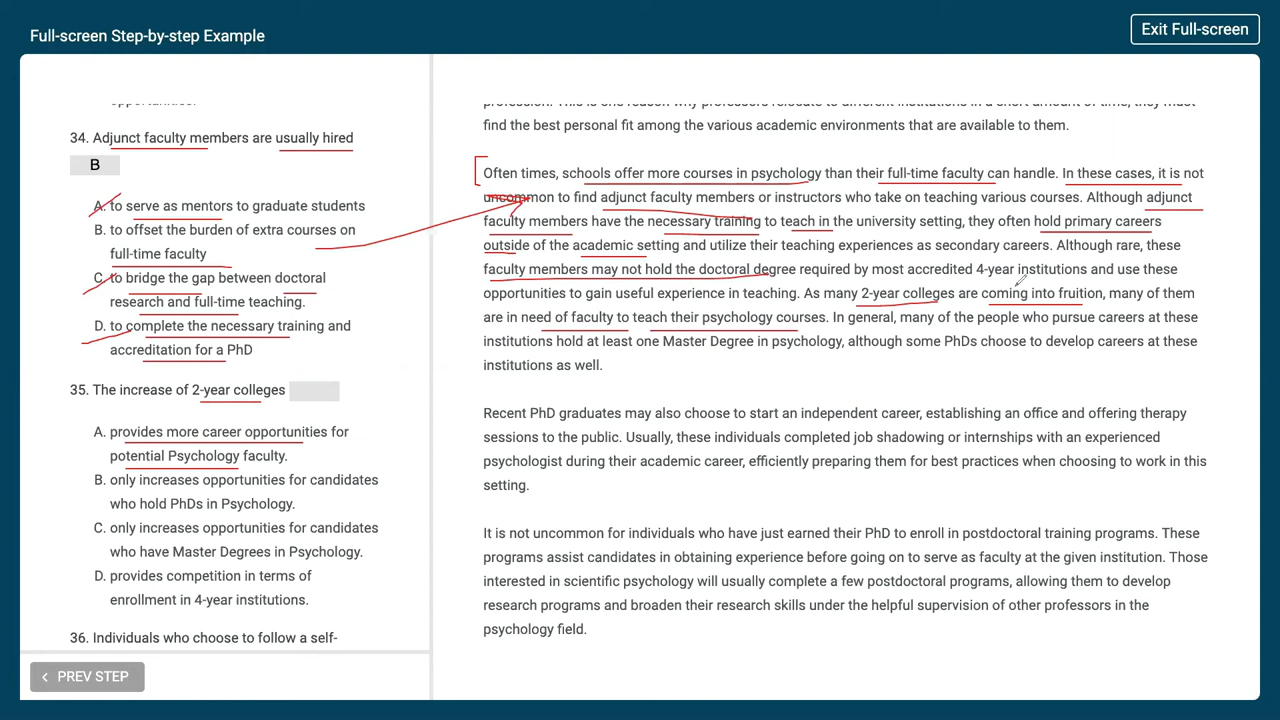 Full-screen Step-by-step Example
Exit Full-screen
opportunities.
34. Adjunct faculty members are usually hired
B
A. to serve as mentors to graduate students
B. to offset the burden of extra courses on
full-time faculty
C. to bridge the gap between doctoral
research and full-time teaching.
D. to complete the necessary training and
accreditation for a PhD
35. The increase of 2-year colleges
A. provides more career opportunities for
potential Psychology faculty.
B. only increases opportunities for candidates
who hold PhDs in Psychology.
C. only increases opportunities for candidates
who have Master Degrees in Psychology.
D. provides competition in terms of
enrollment in 4-year institutions.
36. Individuals who choose to follow a self-
PREV STEP
profession. This is one reason why professors relocate to different institutions in a short amount of time, they must
find the best personal fit among the various academic environments that are available to them.
Often times, schools offer more courses in psychology than their full-time faculty can handle. In these cases, it is not
uncommon to find adjunct faculty members or instructors who take on teaching various courses. Although adjunct
faculty members have the necessary training to teach in the university setting, they often hold primary careers
outside of the academic setting and utilize their teaching experiences as secondary careers. Although rare, these
faculty members may not hold the doctoral degree required by most accredited 4-year institutions and use these
opportunities to gain useful experience in teaching. As many 2-year colleges are coming into fruition, many of them
are in need of faculty to teach their psychology courses. In general, many of the people who pursue careers at these
institutions hold at least one Master Degree in psychology, although some PhDs choose to develop careers at these
institutions as well.
Recent PhD graduates may also choose to start an independent career, establishing an office and offering therapy
sessions to the public. Usually, these individuals completed job shadowing or internships with an experienced
psychologist during their academic career, efficiently preparing them for best practices when choosing to work in this
setting.
It is not uncommon for individuals who have just earned their PhD to enroll in postdoctoral training programs. These
programs assist candidates in obtaining experience before going on to serve as faculty at the given institution. Those
interested in scientific psychology will usually complete a few postdoctoral programs, allowing them to develop
research programs and broaden their research skills under the helpful supervision of other professors in the
psychology field.